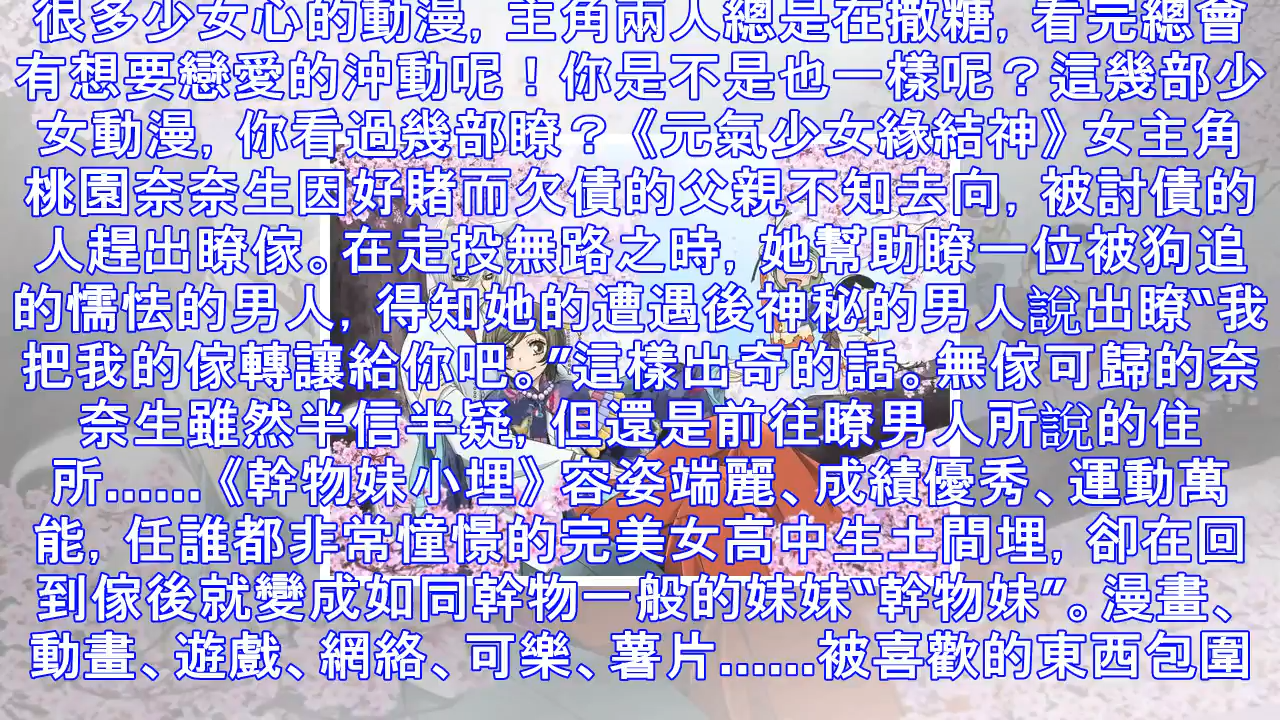 很多少女心的動漫, 主角兩人總是在撒糖, 看完總會
有想要戀愛的沖動呢！你是不是也一樣呢？這幾部少
女動漫, 你看過幾部瞭？《元氣少女緣結神》女主角
桃園奈奈生因好賭而欠債的父親不知去向, 被討債的
人趕出瞭傢。在走投無路之時, 她幫助瞭一位被狗追
的懦怯的男人, 得知她的遭遇後神秘的男人說出瞭“我
把我的傢轉讓給你吧。”這樣出奇的話。無傢可歸的奈
奈生雖然半信半疑, 但還是前往瞭男人所說的住
所......《幹物妹小埋》容姿端麗、成績優秀、運動萬
能, 任誰都非常憧憬的完美女高中生土間埋, 卻在回
到傢後就變成如同幹物一般的妹妹“幹物妹”。漫畫、
動畫、遊戲、網絡、可樂、薯片......被喜歡的東西包圍